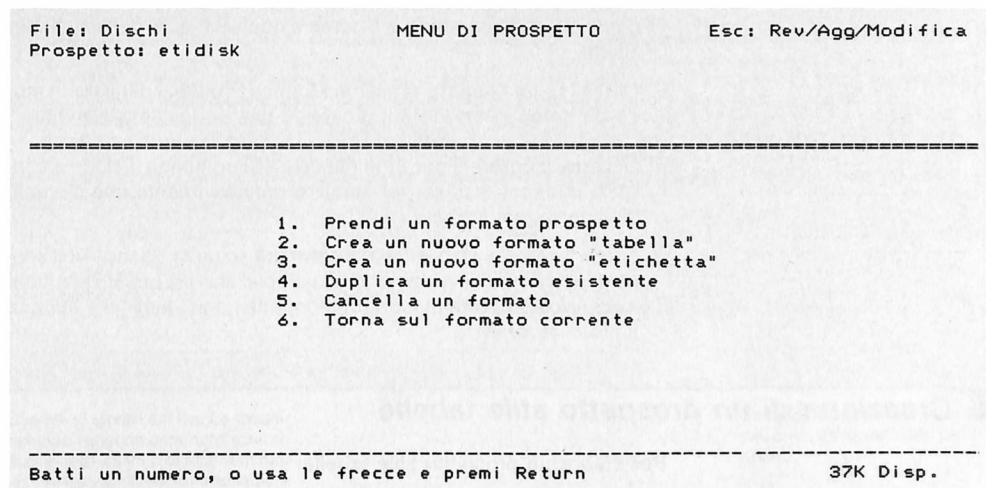 File: Dischi MENU DI PROSPETTO Esc: Rev/Agg/Modifica
Prospetto: etidisk
1. Prendi un formato prospetto
2. Crea un nuovo formato "tabella"
3. Crea un nuovo formato "etichetta"
4. Duplica un formato esistente
5. Cancella un formato
6. Torna sul formato corrente
Batti un numero, o usa le frecce e premi Return 37K Disp.